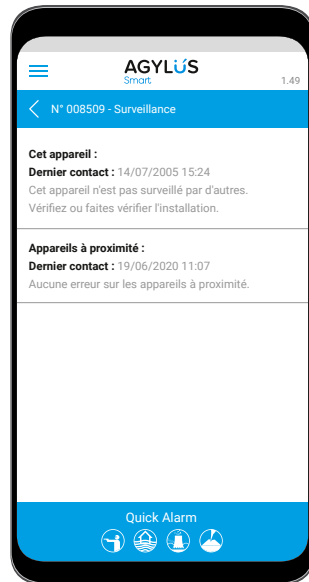 AGYLÜS
Smart
1.49
N° 008509 - Surveillance
Cet appareil :
Dernier contact : 14/07/2005 15:24
Cet appareil n'est pas surveillé par d'autres.
Vérifiez ou faites vérifier l'installation.
Appareils à proximité :
Dernier contact : 19/06/2020 11:07
Aucune erreur sur les appareils à proximité.
Quick Alarm